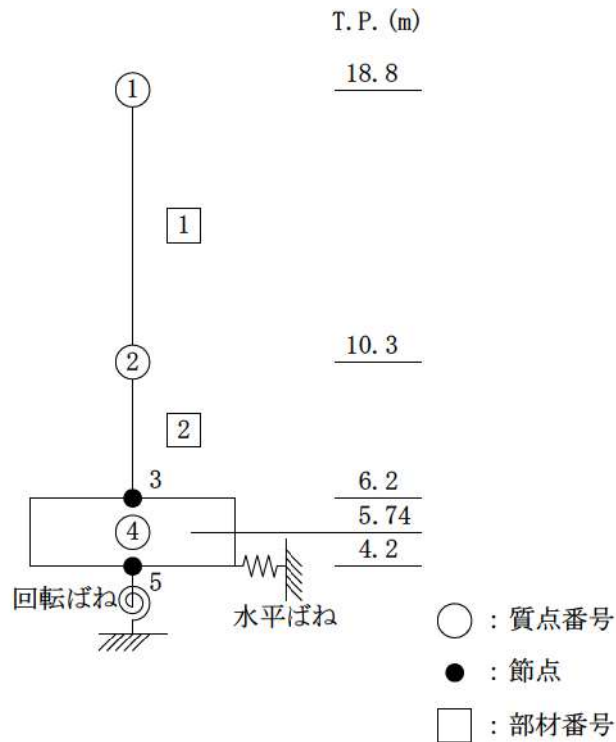 T.P.(m)
18.8
1
1
10.3
2
2
3
6.2
4
5.74
4.2
5
回転ばね
水平ばね
○ : 質点番号
● : 節点
□ : 部材番号